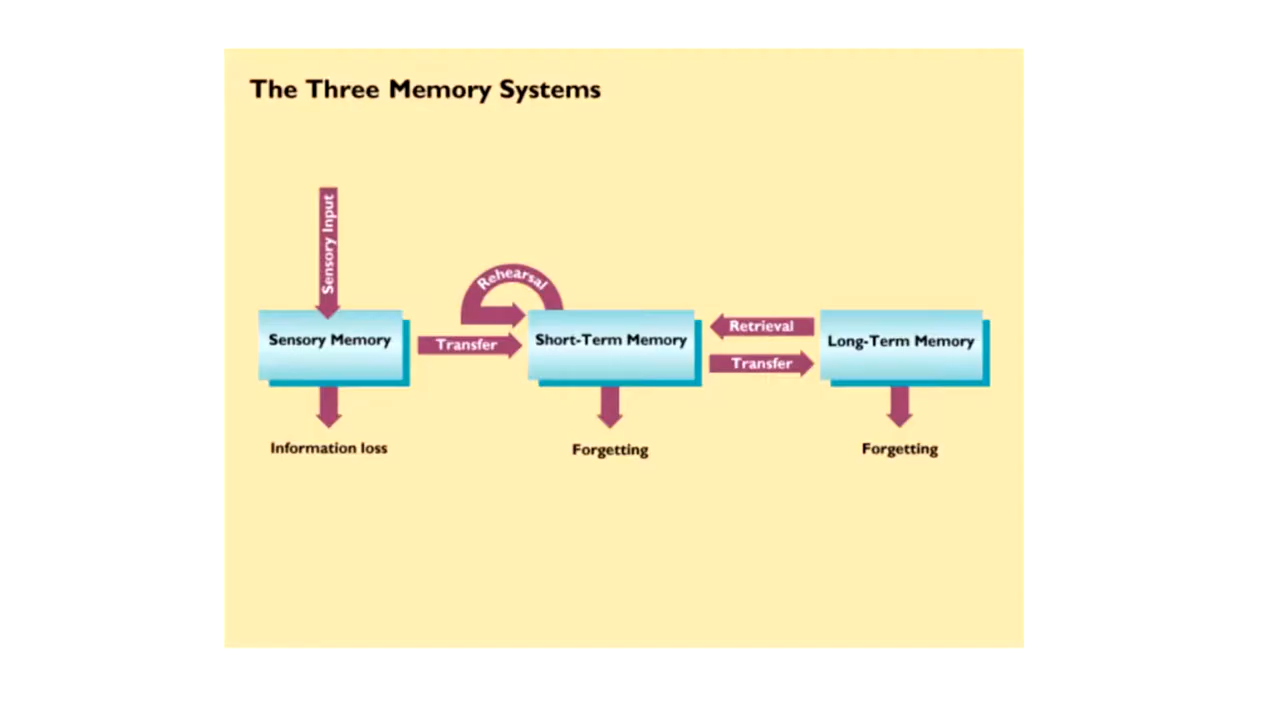 The Three Memory Systems
Sensory Input
Rehearsal
Sensory Memory
Transfer
Short-Term Memory
Retrieval
Transfer
Long-Term Memory
Information loss
Forgetting
Forgetting